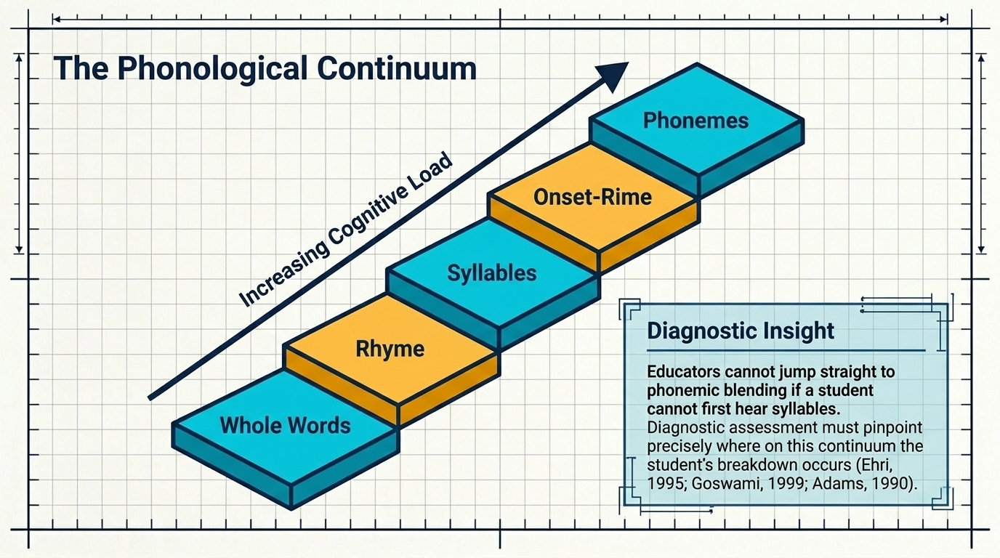 The Phonological Continuum
Increasing Cognitive Load
Phonemes
Onset-Rime
Syllables
Rhyme
Whole Words
Diagnostic Insight
Educators cannot jump straight to
phonemic blending if a student
cannot first hear syllables.
Diagnostic assessment must pinpoint
precisely where on this continuum the
student's breakdown occurs (Ehri,
1995; Goswami, 1999; Adams, 1990).